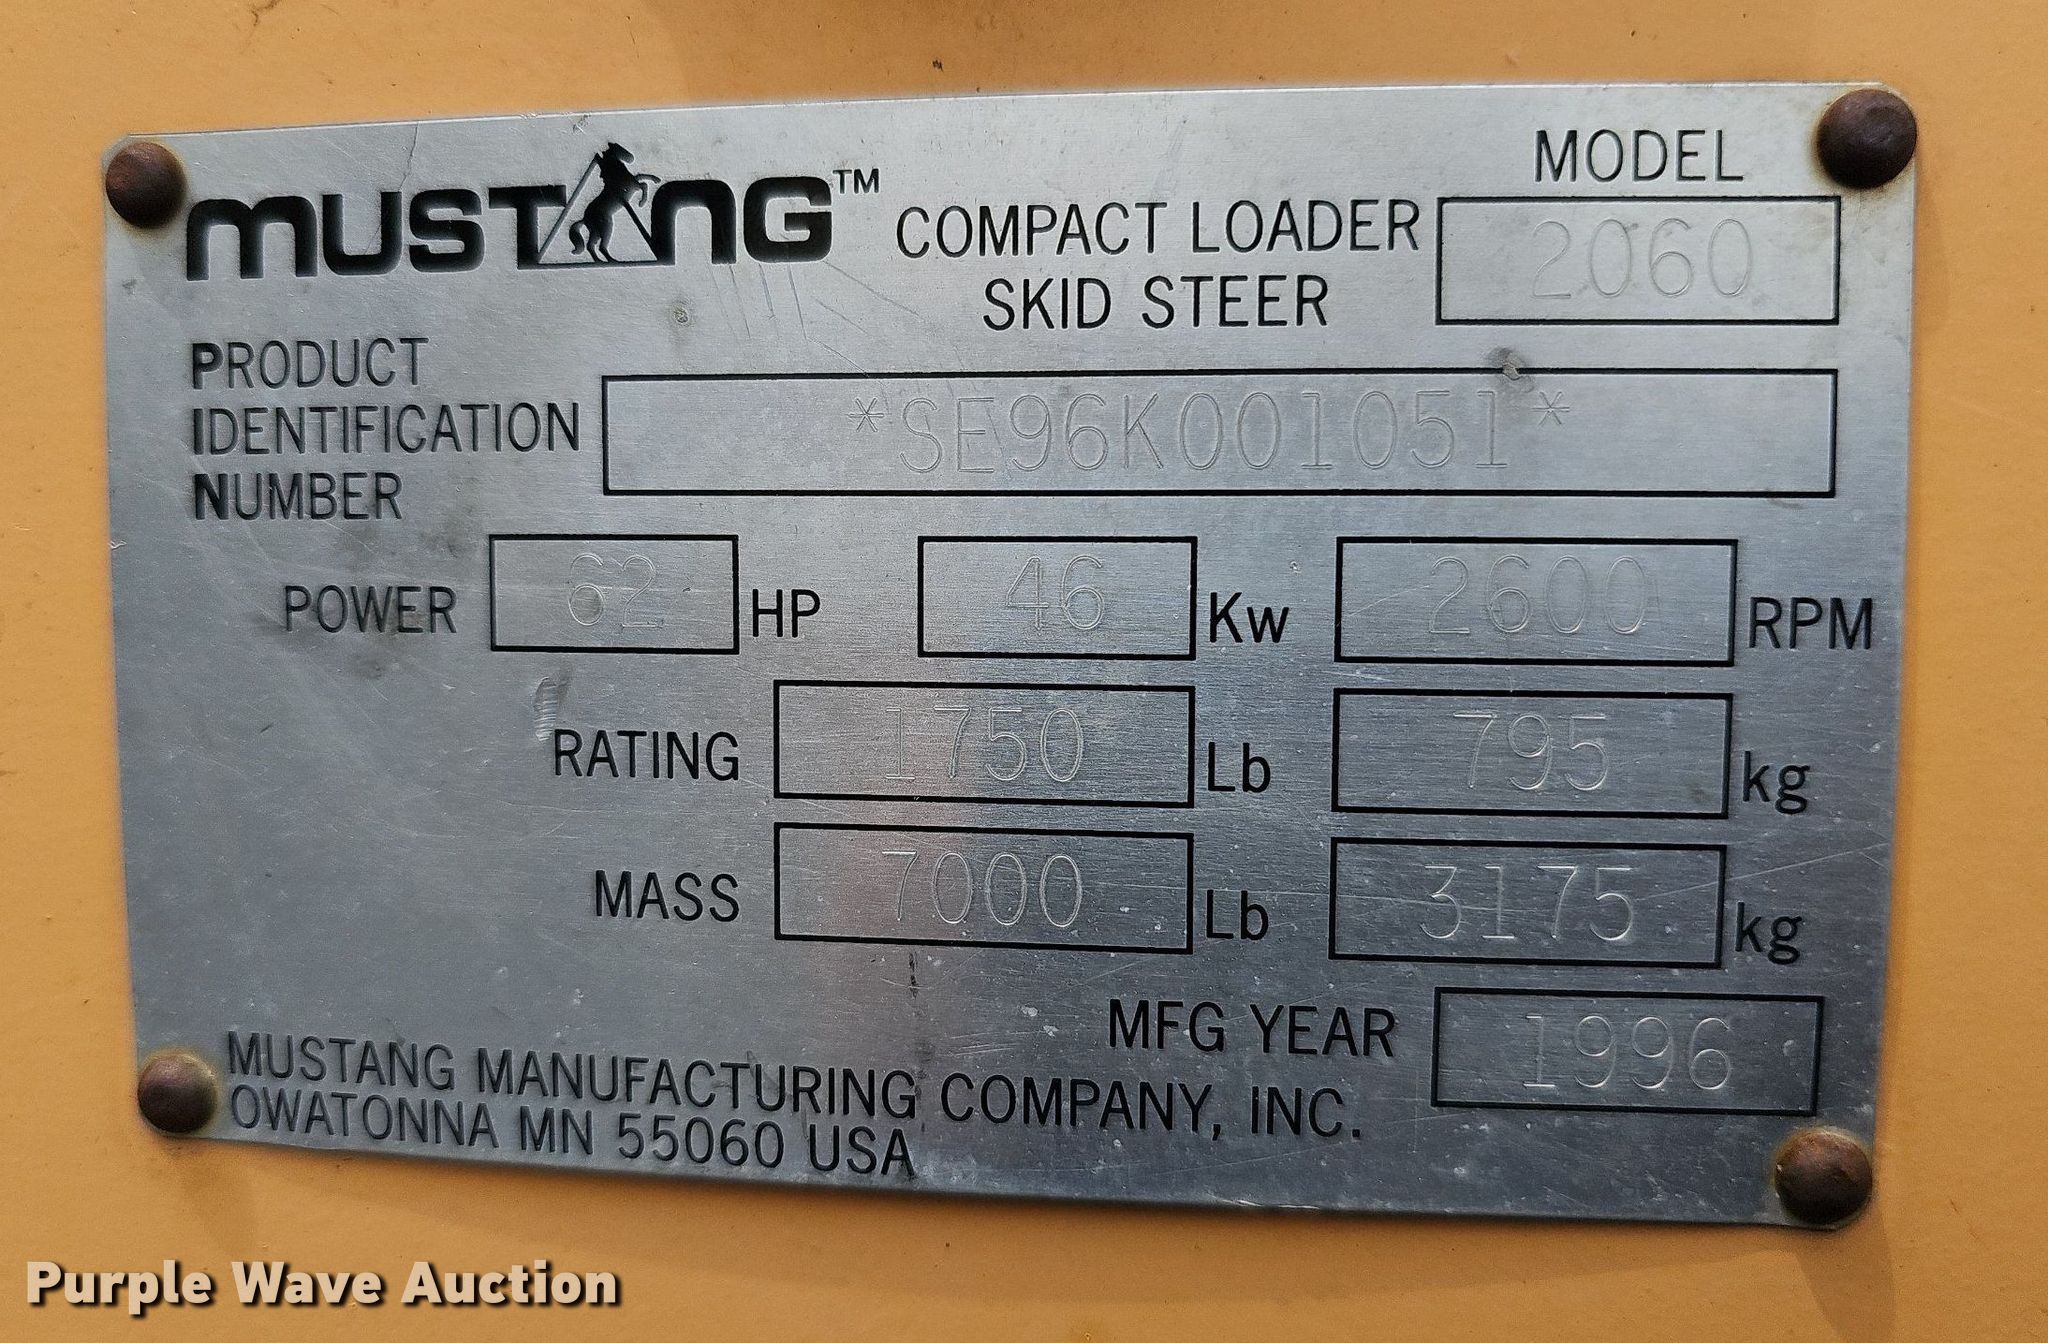 MUSTANG™
COMPACT LOADER
SKID STEER
MODEL
2060
PRODUCT
IDENTIFICATION
NUMBER
*SE96K001051*
POWER 62 HP 46 Kw 2600 RPM
RATING 1750 Lb 795 kg
MASS 7000 Lb 3175 kg
MFG YEAR 1996
MUSTANG MANUFACTURING COMPANY, INC.
OWATONNA MN 55060 USA
Purple Wave Auction